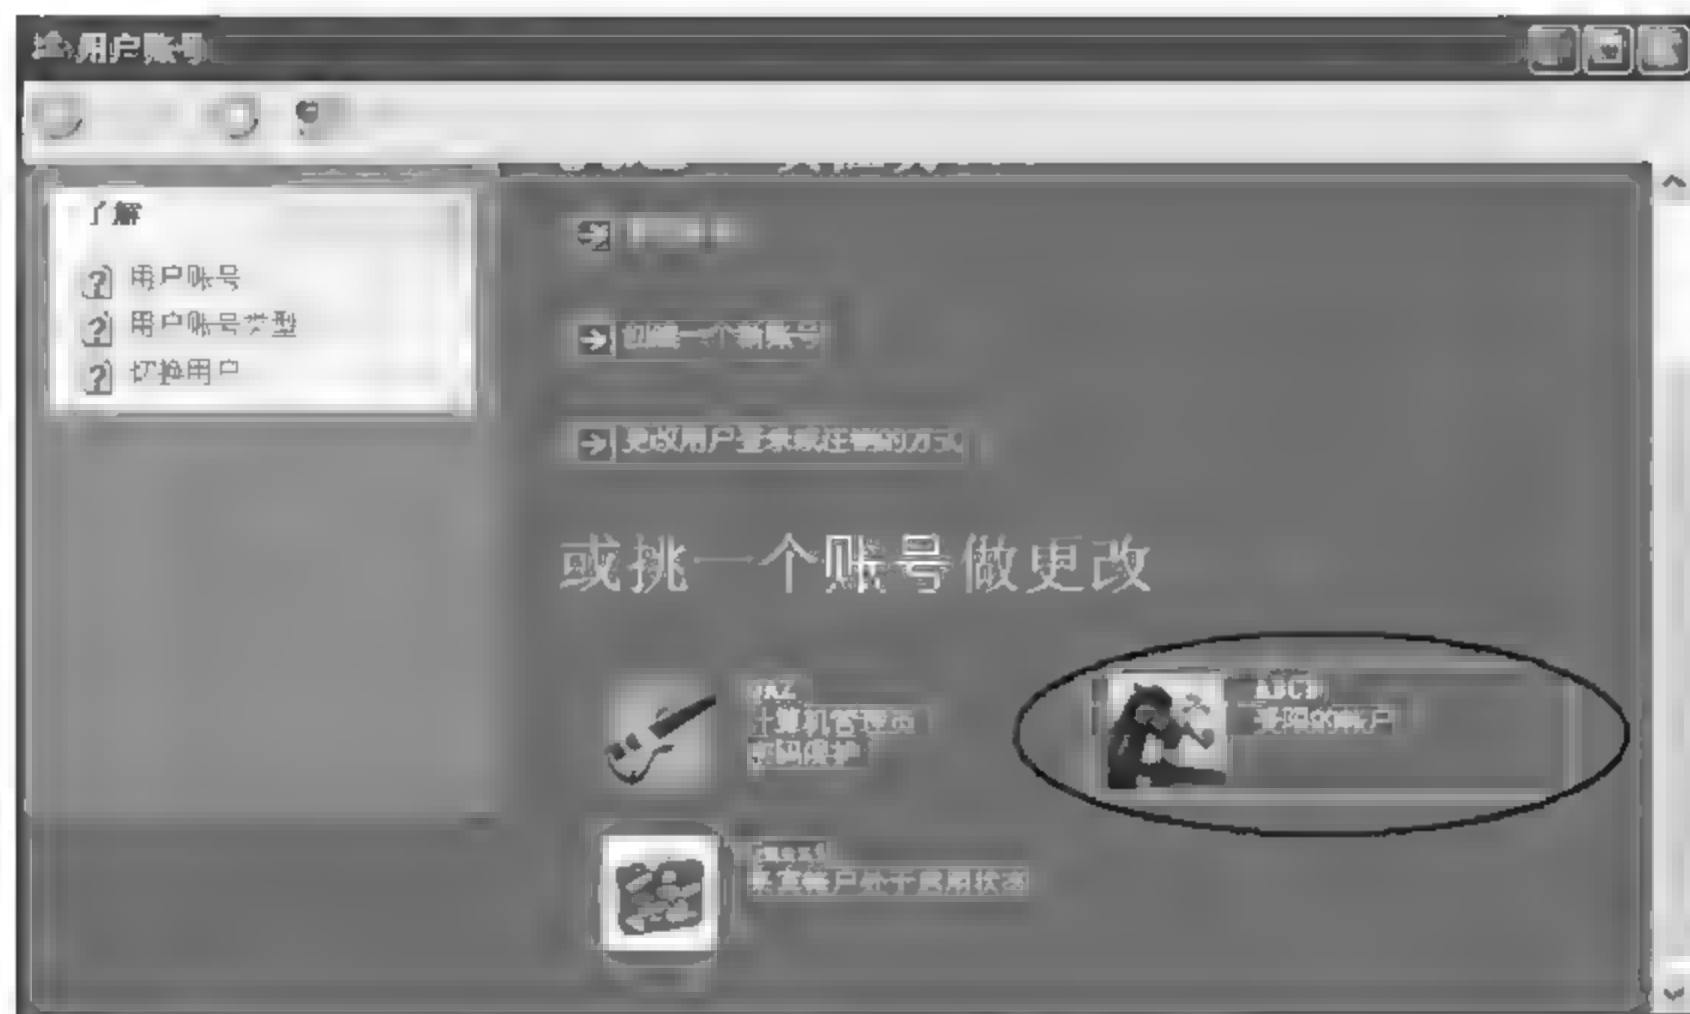 用户账号
了解
用户账号
用户账号类型
切换用户
创建一个新账号
更改用户登录或注销的方式
或挑一个账号做更改
计算机管理员
密码保护
ABC
受限的帐户
来宾帐户处于启用状态